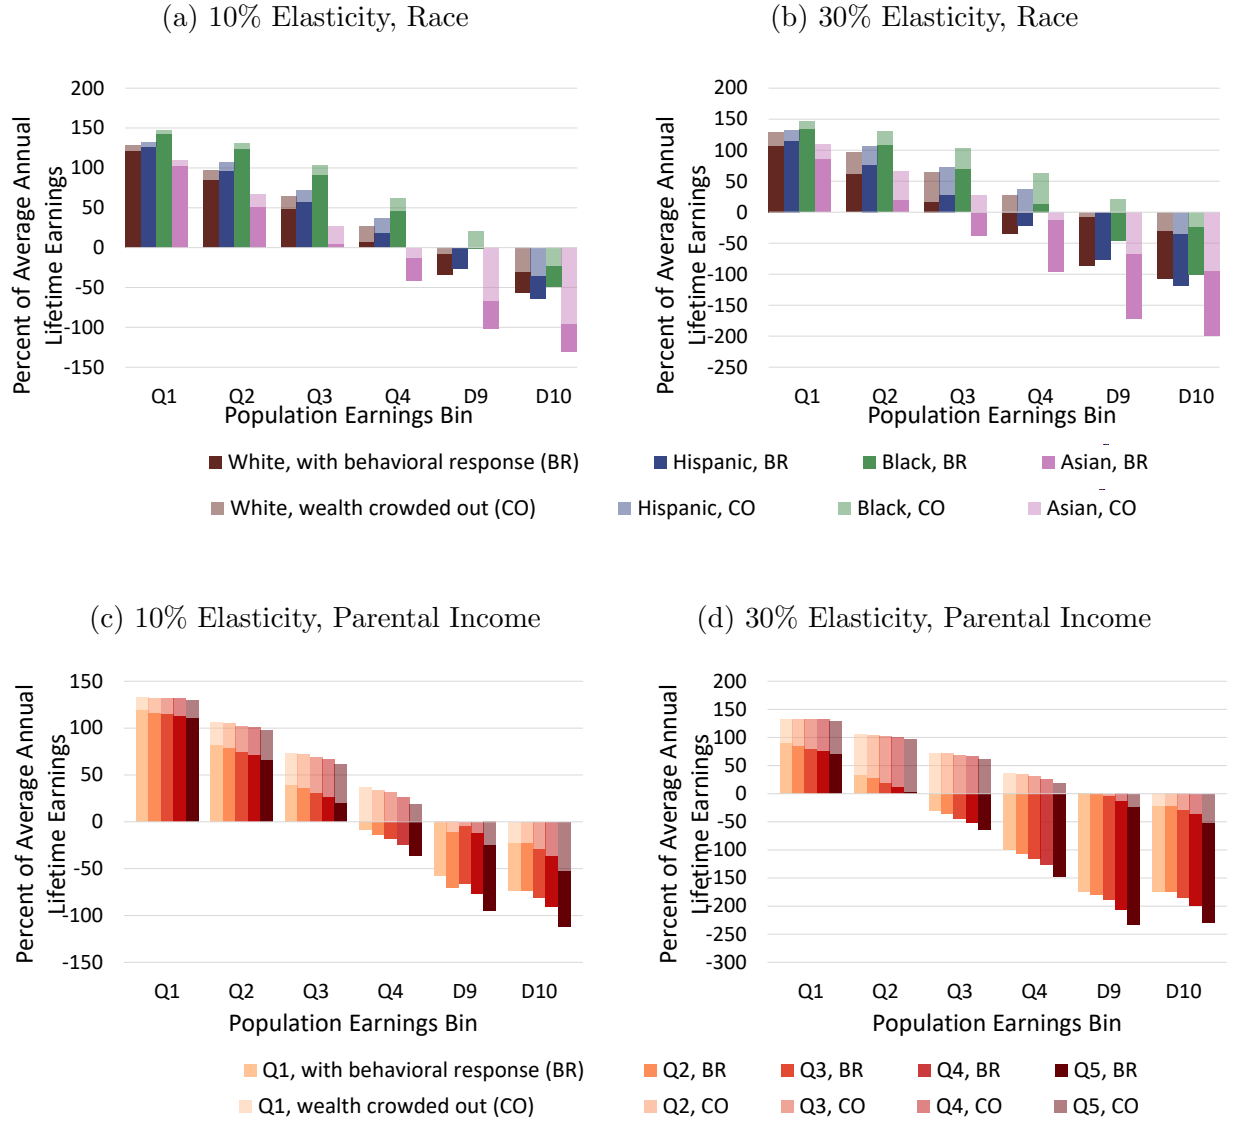 (a) 10% Elasticity, Race
(b) 30% Elasticity, Race
Percent of Average Annual
Lifetime Earnings
200
150
100
50
0
-50
-100
-150
Q1 Q2 Q3 Q4 D9 D10
Population Earnings Bin
Percent of Average Annual
Lifetime Earnings
200
150
100
50
0
-50
-100
-150
-200
-250
Q1 Q2 Q3 Q4 D9 D10
Population Earnings Bin
White, with behavioral response (BR) Hispanic, BR Black, BR Asian, BR
White, wealth crowded out (CO) Hispanic, CO Black, CO Asian, CO
(c) 10% Elasticity, Parental Income
(d) 30% Elasticity, Parental Income
Percent of Average Annual
Lifetime Earnings
150
100
50
0
-50
-100
-150
Q1 Q2 Q3 Q4 D9 D10
Population Earnings Bin
Percent of Average Annual
Lifetime Earnings
200
150
100
50
0
-50
-100
-150
-200
-250
-300
Q1 Q2 Q3 Q4 D9 D10
Population Earnings Bin
Q1, with behavioral response (BR) Q2, BR Q3, BR Q4, BR Q5, BR
Q1, wealth crowded out (CO) Q2, CO Q3, CO Q4, CO Q5, CO